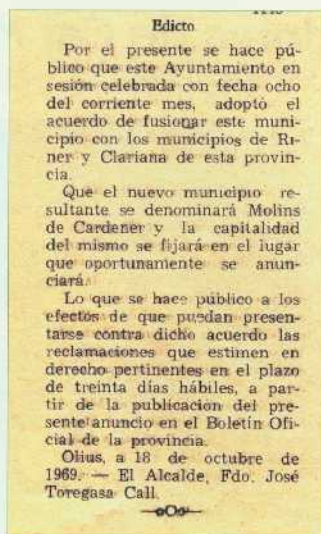 Edicto
Por el presente se hace pú-
blico que este Ayuntamiento en
sesión celebrada con fecha ocho
del corriente mes, adoptó el
acuerdo de fusionar este muni-
cipio con los municipios de Ri-
ner y Clariana de esta provin-
cia.
Que el nuevo municipio re-
sultante se denominará Molins
de Cardener y la capitalidad
del mismo se fijará en el lugar
que oportunamente se anun-
ciará.
Lo que se hace público a los
efectos de que puedan presen-
tarse contra dicho acuerdo las
reclamaciones que estimen en
derecho pertinentes en el plazo
de treinta días hábiles, a par-
tir de la publicación del pre-
sente anuncio en el Boletín Ofi-
cial de la provincia.
Olius, a 18 de octubre de
1969. — El Alcalde, Fdo. José
Toregasa Call.